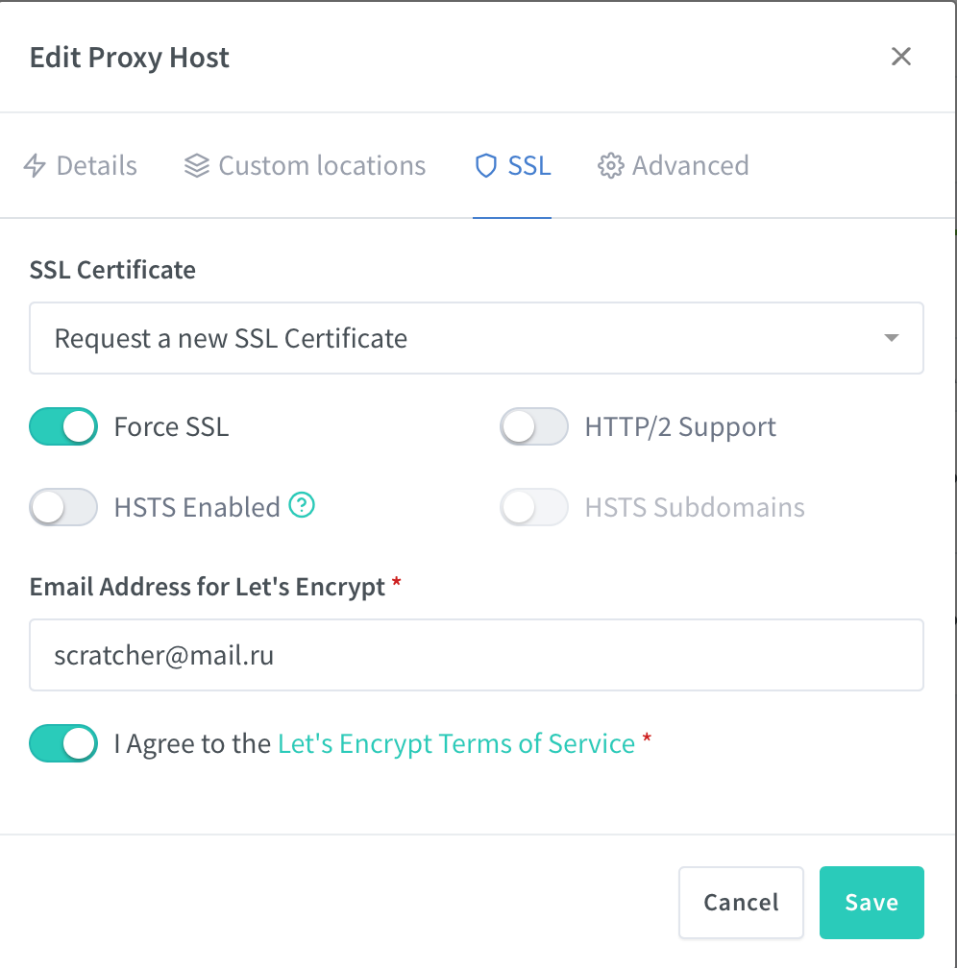 Edit Proxy Host
Details Custom locations SSL Advanced
SSL Certificate
Request a new SSL Certificate
Force SSL HTTP/2 Support
HSTS Enabled ? HSTS Subdomains
Email Address for Let's Encrypt *
scratcher@mail.ru
I Agree to the Let's Encrypt Terms of Service *
Cancel Save